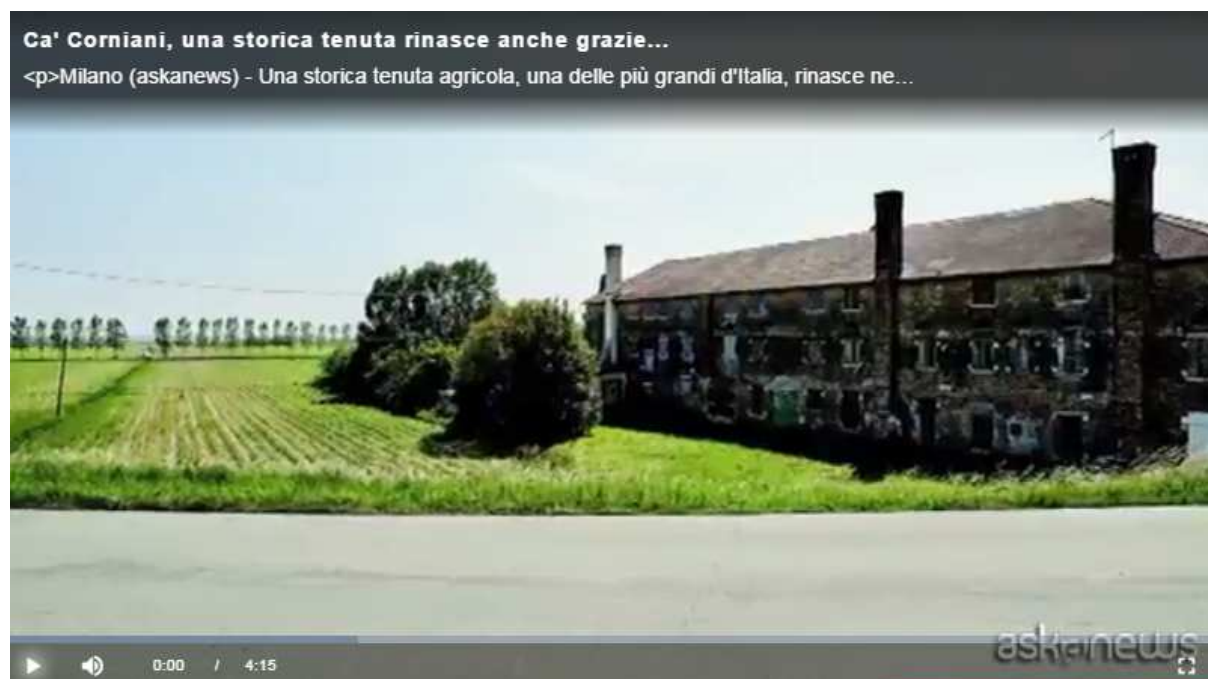 Ca' Corniani, una storica tenuta rinasce anche grazie...
<p>Milano (askanews) - Una storica tenuta agricola, una delle più grandi d'Italia, rinasce ne...
askanews
0:00 / 4:15